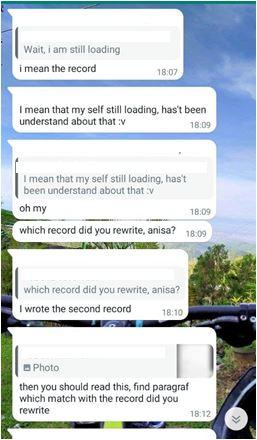 Wait, i am still loading
i mean the record
18:07
I mean that my self still loading, has't been
understand about that :v
18:09
I mean that my self still loading, has't
been understand about that :v
oh my
18:09
which record did you rewrite, anisa?
18:09
which record did you rewrite, anisa?
I wrote the second record
18:10
Photo
then you should read this, find paragraf
which match with the record did you
rewrite
18:12